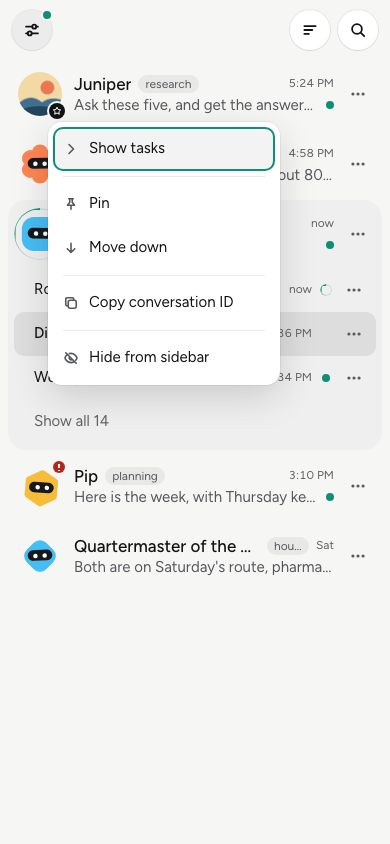 Juniper research 5:24 PM
Ask these five, and get the answer...
Show tasks
4:58 PM
out 80...
Pin
now
Move down
now
Copy conversation ID
36 PM
Hide from sidebar
34 PM
Show all 14
Pip planning 3:10 PM
Here is the week, with Thursday ke...
Quartermaster of the ... hou... Sat
Both are on Saturday's route, pharma...